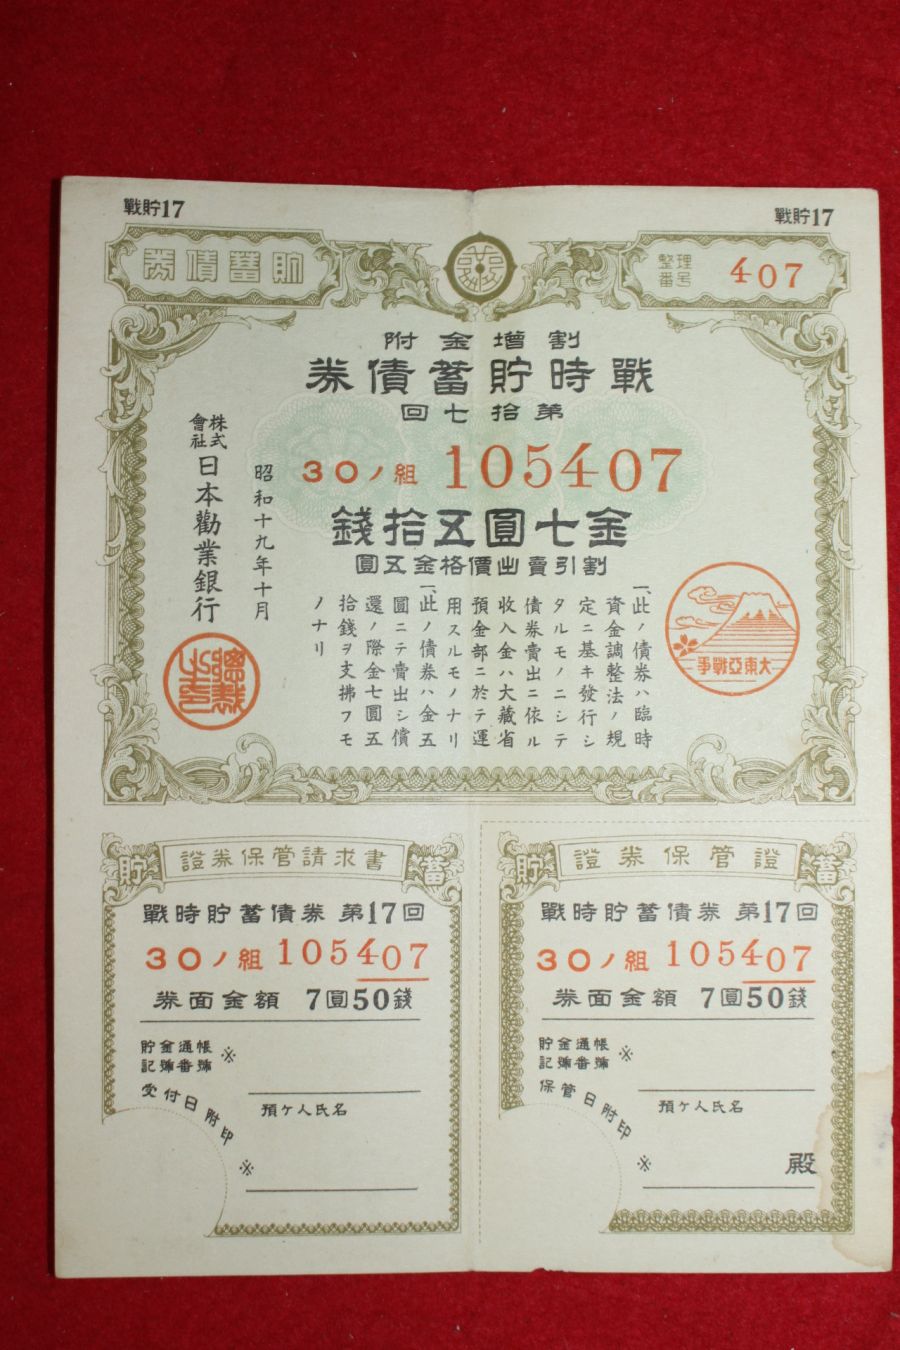 戰貯17
戰貯17
貯蓄債券
整理番号
407
割增金附
戰時貯蓄債券
第拾七回
30ノ組 105407
金七圓五拾錢
割引賣出價格金五圓
一、此ノ債券ハ臨時
資金調整法ノ規
定ニ基キ發行シ
タルモノニシテ
債券賣出ニ依ル
收入金ハ大藏省
預金部ニ於テ運
用スルモノナリ
一、此ノ債券ハ金五
圓ニテ賣出シ償
還ノ際金七圓五
拾錢ヲ支拂フモ
ノナリ
大東亞戰爭
昭和十九年十月
株式會社日本勸業銀行
貯 證券保管請求書 蓄
戰時貯蓄債券 第17回
30ノ組 105407
券面金額 7圓50錢
貯金通帳
記號番號
※
受付日附印
預ケ人氏名
※
貯 證券保管證 蓄
戰時貯蓄債券 第17回
30ノ組 105407
券面金額 7圓50錢
貯金通帳
記號番號
※
保管日附印
預ケ人氏名
※
殿